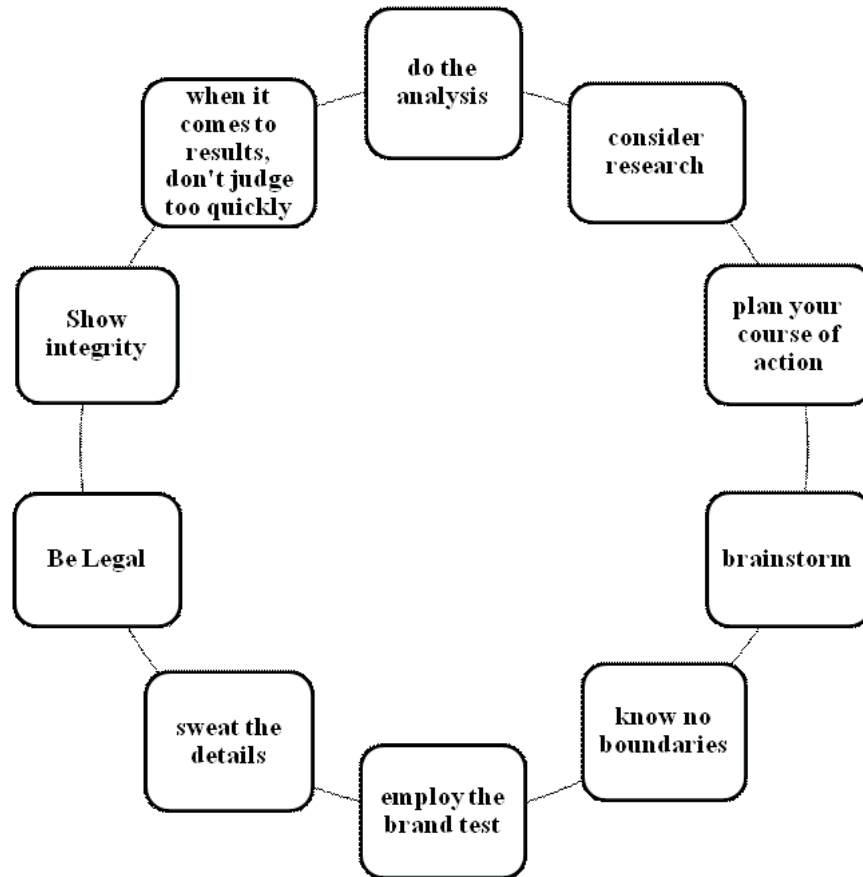 do the
analysis
consider
research
plan your
course of
action
brainstorm
know no
boundaries
employ the
brand test
sweat the
details
Be Legal
Show
integrity
when it
comes to
results,
don't judge
too quickly